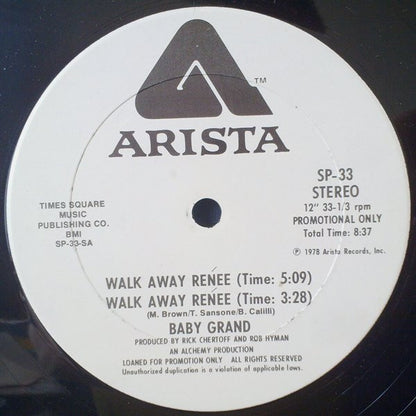 TM
ARISTA
TIMES SQUARE
MUSIC
PUBLISHING CO.
BMI
SP-33-SA
SP-33
STEREO
12" 33-1/3 rpm
PROMOTIONAL ONLY
Total Time: 8:37
℗ 1978 Arista Records, Inc.
WALK AWAY RENÉE (Time: 5:09)
WALK AWAY RENÉE (Time: 3:28)
(M. Brown/T. Sansone/B. Calilli)
BABY GRAND
PRODUCED BY RICK CHERTOFF AND ROB HYMAN
AN ALCHEMY PRODUCTION
LOANED FOR PROMOTION ONLY ALL RIGHTS RESERVED
Unauthorized duplication is a violation of applicable laws.